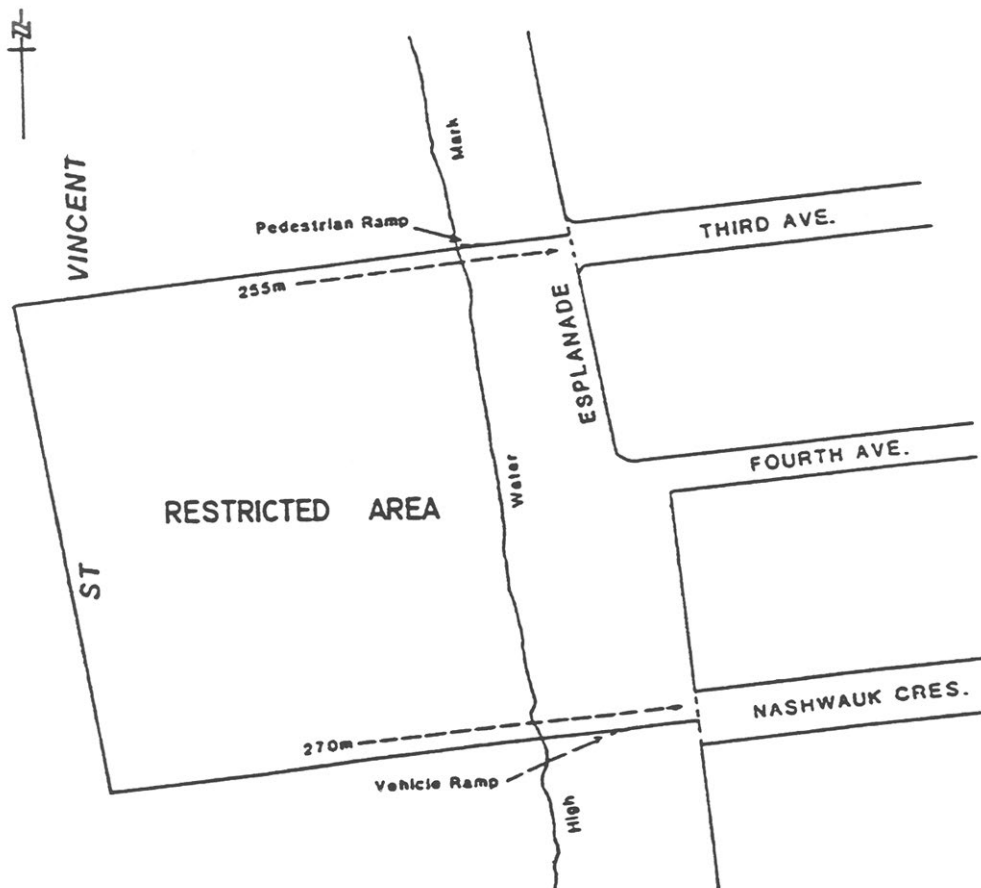 VINCENT
ST
Mark
Pedestrian Ramp
THIRD AVE.
255m
ESPLANADE
FOURTH AVE.
Water
RESTRICTED AREA
NASHWAUK CRES.
270m
Vehicle Ramp
High